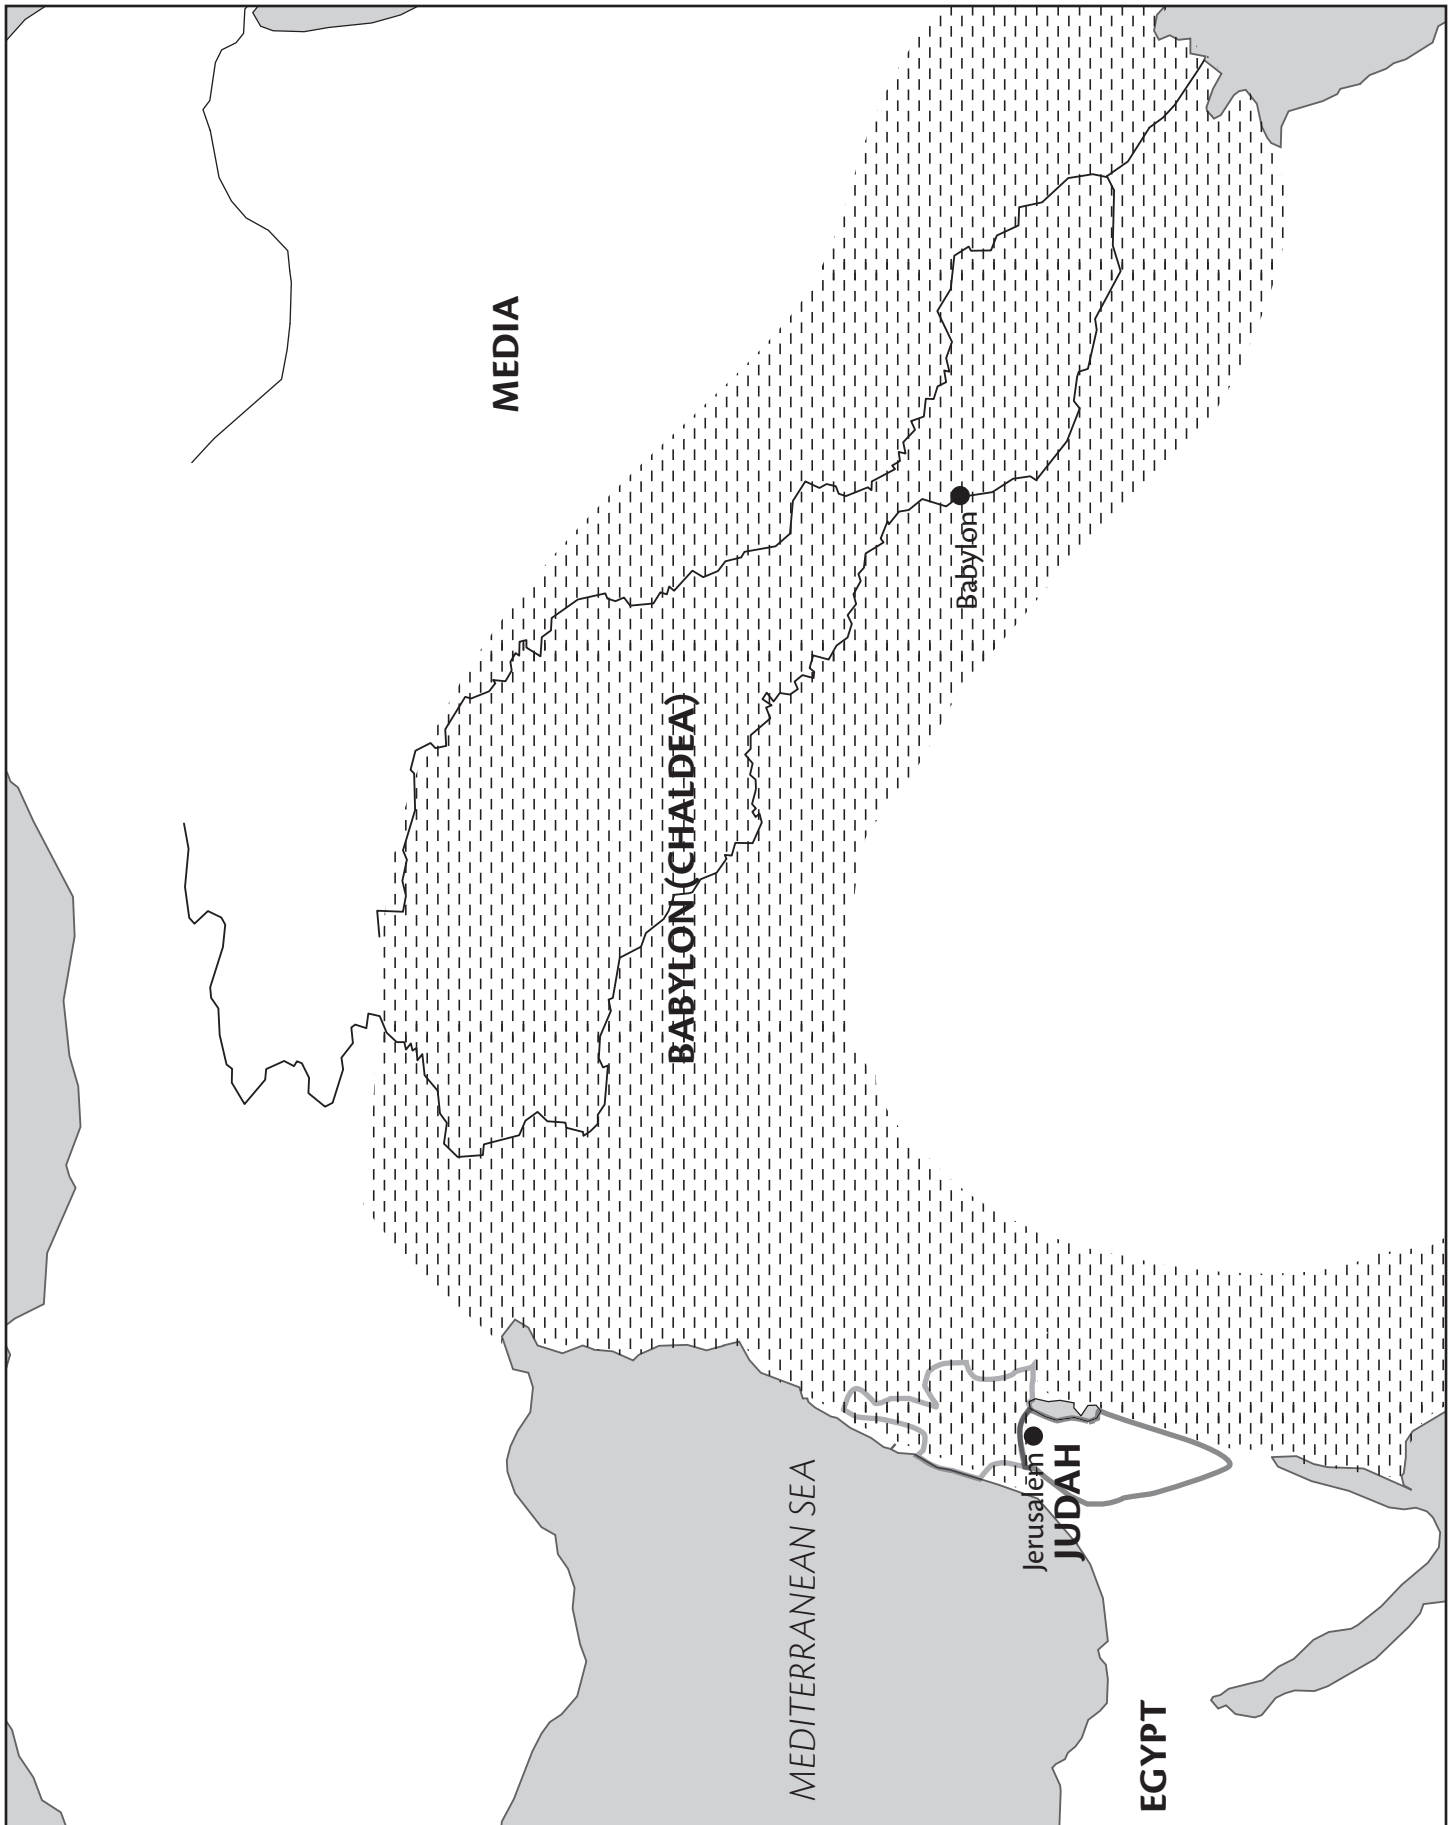 MEDIA
BABYLON (CHALDEA)
Babylon
MEDITERRANEAN SEA
Jerusalem
JUDAH
EGYPT